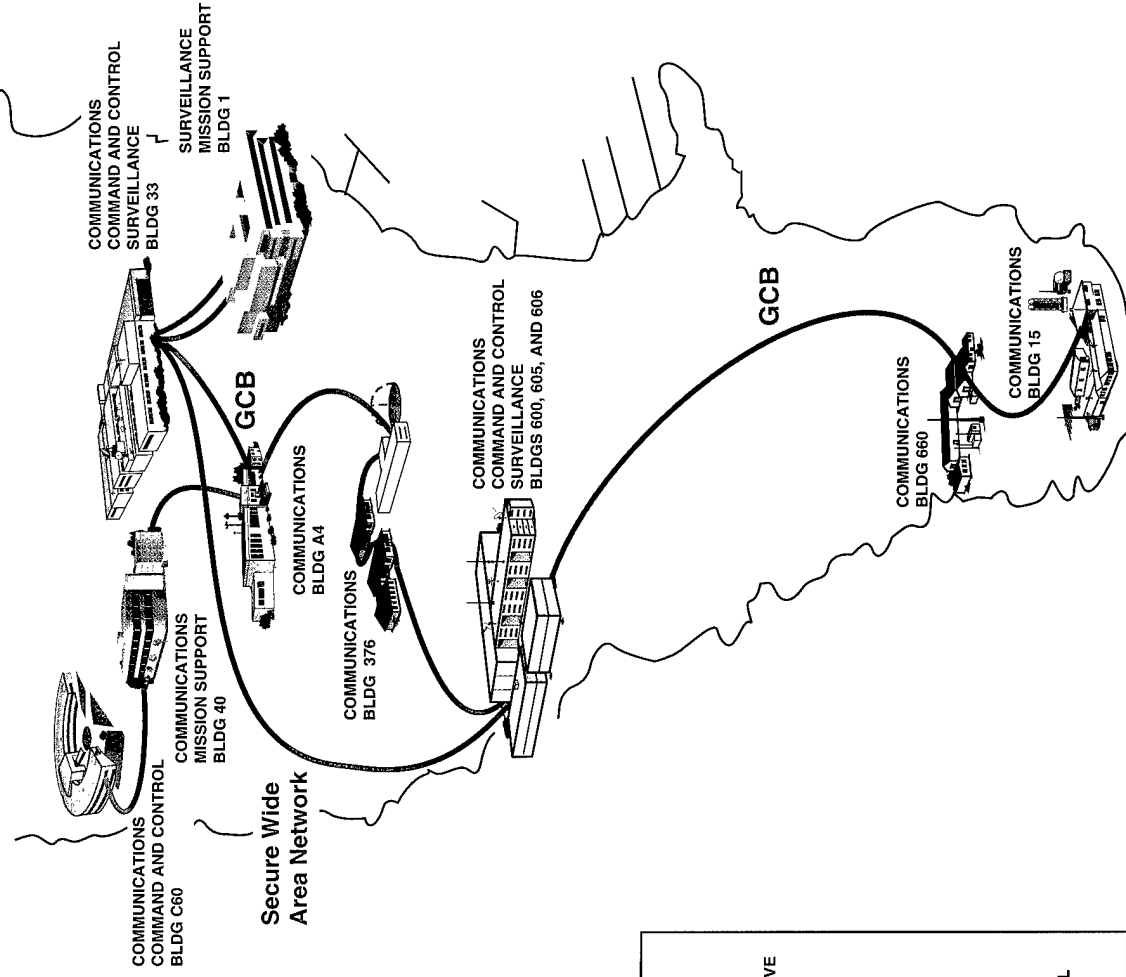 COMMUNICATIONS
COMMAND AND CONTROL
SURVEILLANCE
BLDG 33
SURVEILLANCE
MISSION SUPPORT
BLDG 1
GCB
COMMUNICATIONS
BLDG A4
COMMUNICATIONS
MISSION SUPPORT
BLDG 40
COMMUNICATIONS
COMMAND AND CONTROL
BLDG C60
Secure Wide
Area Network
COMMUNICATIONS
BLDG 376
COMMUNICATIONS
COMMAND AND CONTROL
SURVEILLANCE
BLDGS 600, 605, AND 606
GCB
COMMUNICATIONS
BLDG 660
COMMUNICATIONS
BLDG 15
VE
L